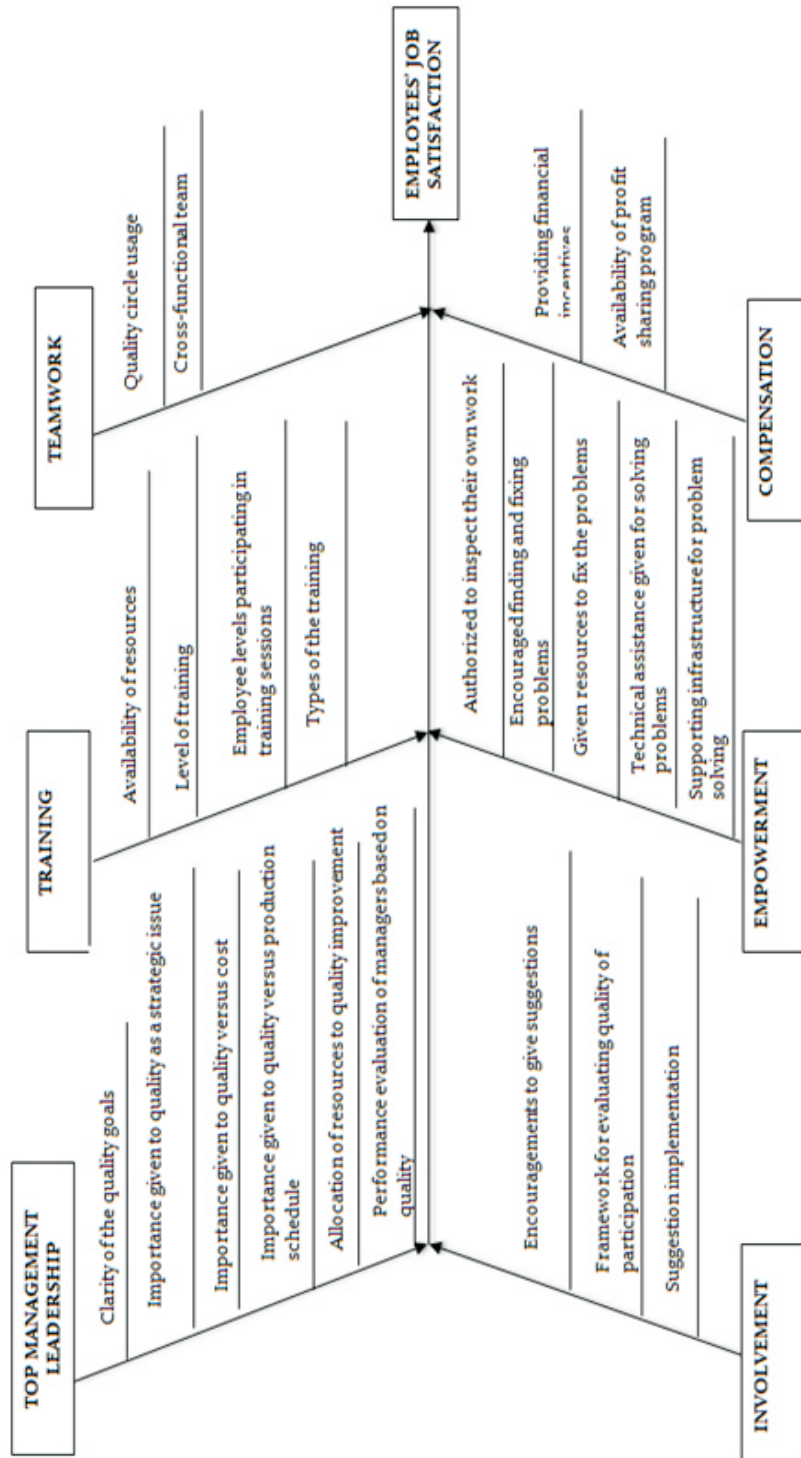 TOP MANAGEMENT
LEADERSHIP
Clarity of the quality goals
Importance given to quality as a strategic issue
Importance given to quality versus cost
Importance given to quality versus production
schedule
Allocation of resources to quality improvement
Performance evaluation of managers based on
quality
TRAINING
Availability of resources
Level of training
Employee levels participating in
training sessions
Types of the training
TEAMWORK
Quality circle usage
Cross-functional team
EMPLOYEES' JOB
SATISFACTION
INVOLVEMENT
Encouragements to give suggestions
Framework for evaluating quality of
participation
Suggestion implementation
EMPOWERMENT
Authorized to inspect their own work
Encouraged finding and fixing
problems
Given resources to fix the problems
Technical assistance given for solving
problems
Supporting infrastructure for problem
solving
COMPENSATION
Providing financial
incentives
Availability of profit
sharing program